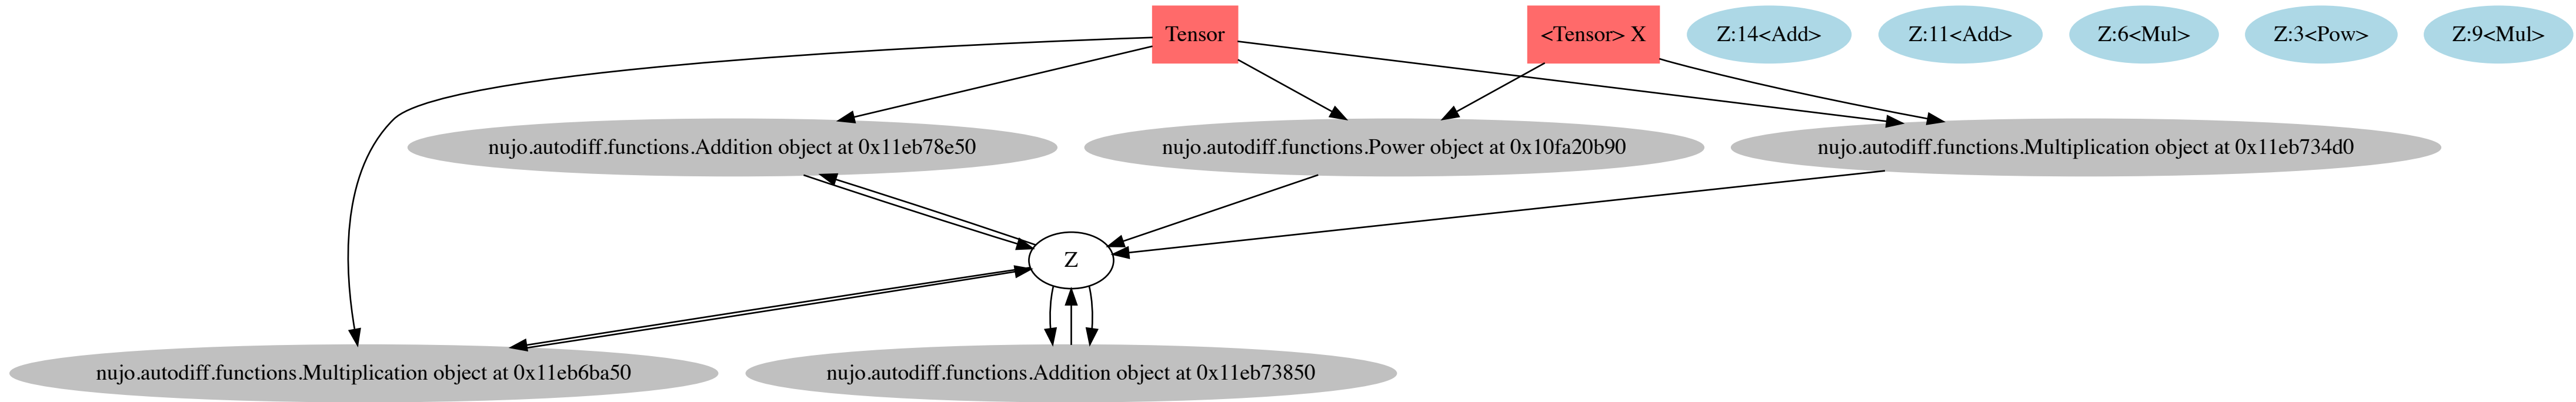 Tensor
<Tensor> X
Z:14<Add>
Z:11<Add>
Z:6<Mul>
Z:3<Pow>
Z:9<Mul>
nujo.autodiff.functions.Addition object at 0x11eb78e50
nujo.autodiff.functions.Power object at 0x10fa20b90
nujo.autodiff.functions.Multiplication object at 0x11eb734d0
Z
nujo.autodiff.functions.Multiplication object at 0x11eb6ba50
nujo.autodiff.functions.Addition object at 0x11eb73850